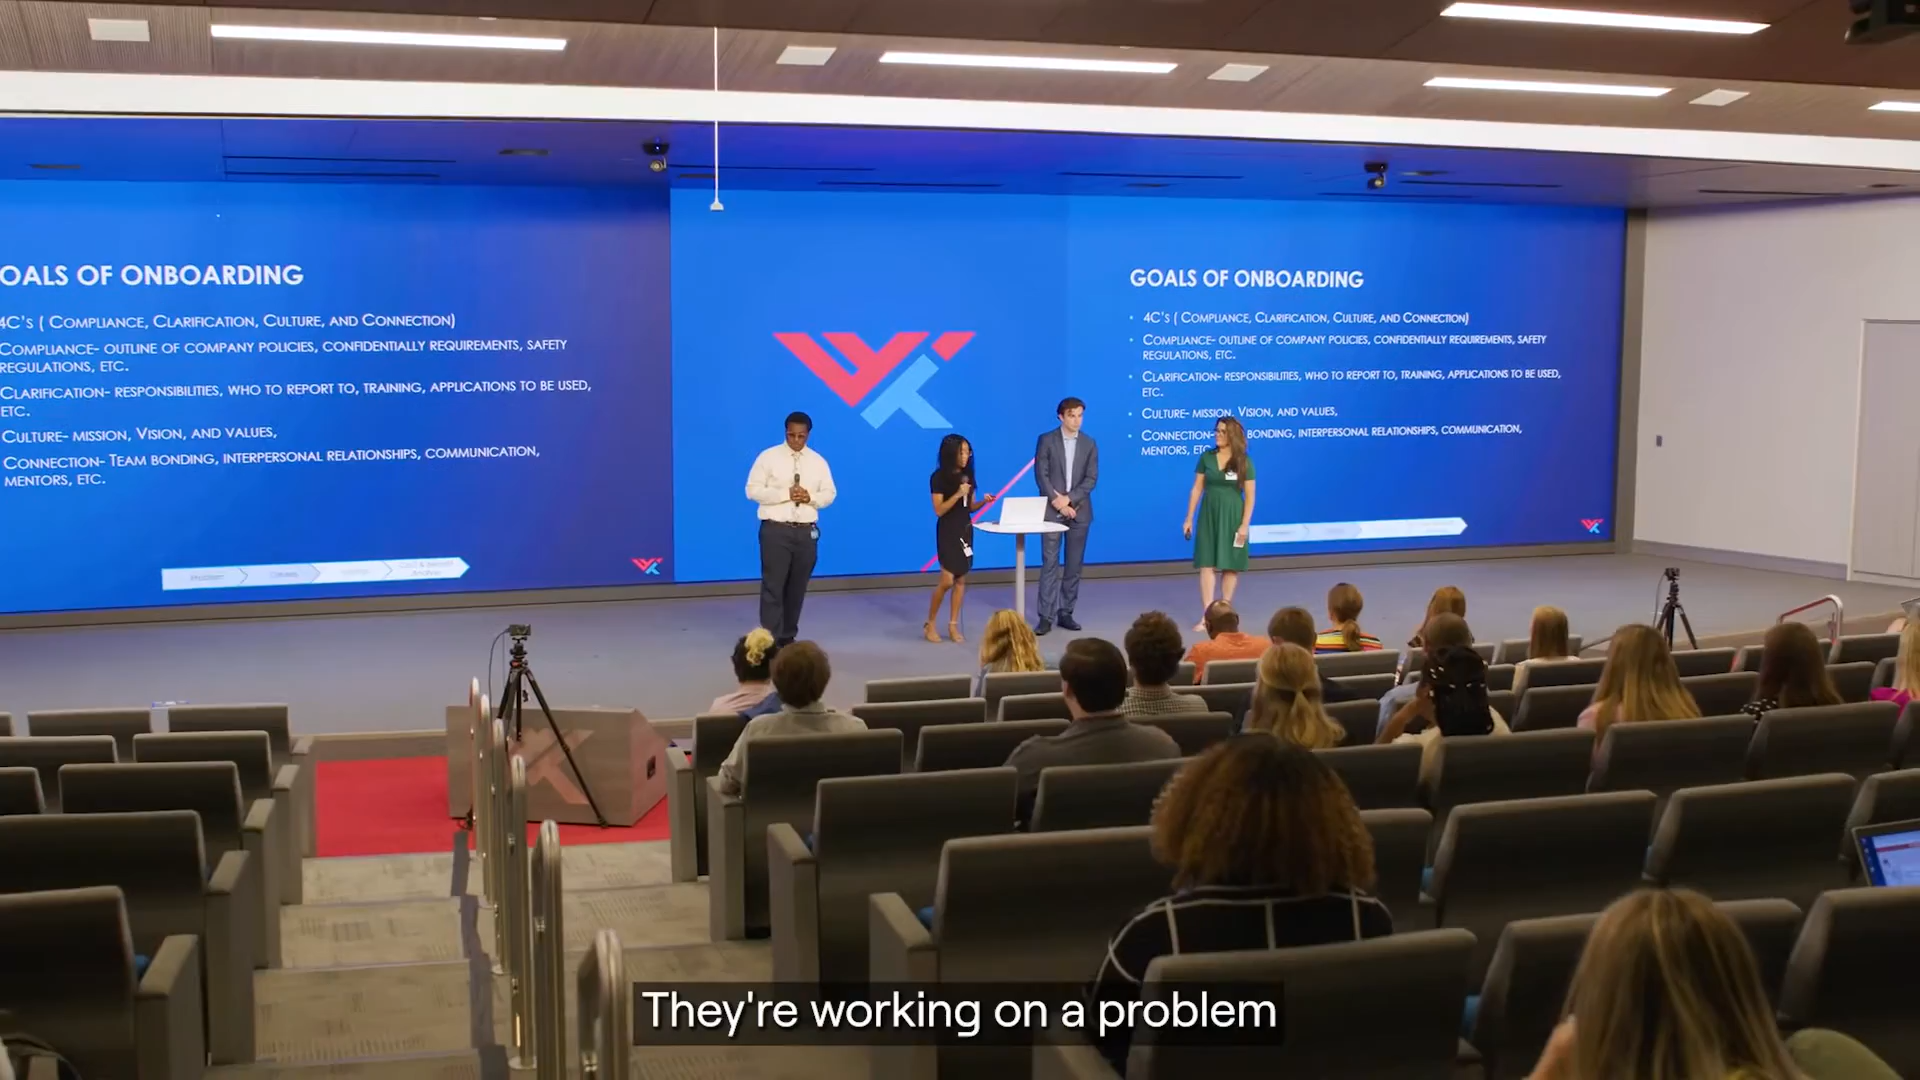 OALS OF ONBOARDING
4C's ( Compliance, Clarification, Culture, and Connection)
Compliance- outline of company policies, confidentially requirements, safety
regulations, etc.
Clarification- responsibilities, who to report to, training, applications to be used,
etc.
Culture- mission, Vision, and values,
Connection- Team bonding, interpersonal relationships, communication,
mentors, etc.
GOALS OF ONBOARDING
• 4C's ( Compliance, Clarification, Culture, and Connection)
• Compliance- outline of company policies, confidentially requirements, safety
regulations, etc.
• Clarification- responsibilities, who to report to, training, applications to be used,
etc.
• Culture- mission, Vision, and values,
• Connection- bonding, interpersonal relationships, communication,
mentors, etc
They're working on a problem